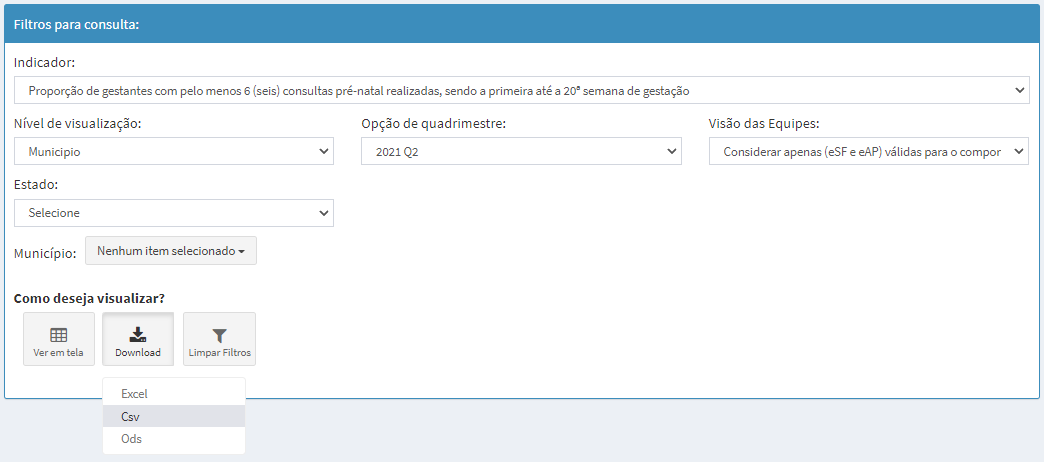 Filtros para consulta:
Indicador:
Proporção de gestantes com pelo menos 6 (seis) consultas pré-natal realizadas, sendo a primeira até a 20ª semana de gestação
Nível de visualização: Opção de quadrimestre: Visão das Equipes:
Municipio 2021 Q2 Considerar apenas (eSF e eAP) válidas para o compor
Estado:
Selecione
Município: Nenhum item selecionado
Como deseja visualizar?
Ver em tela Download Limpar Filtros
Excel
Csv
Ods